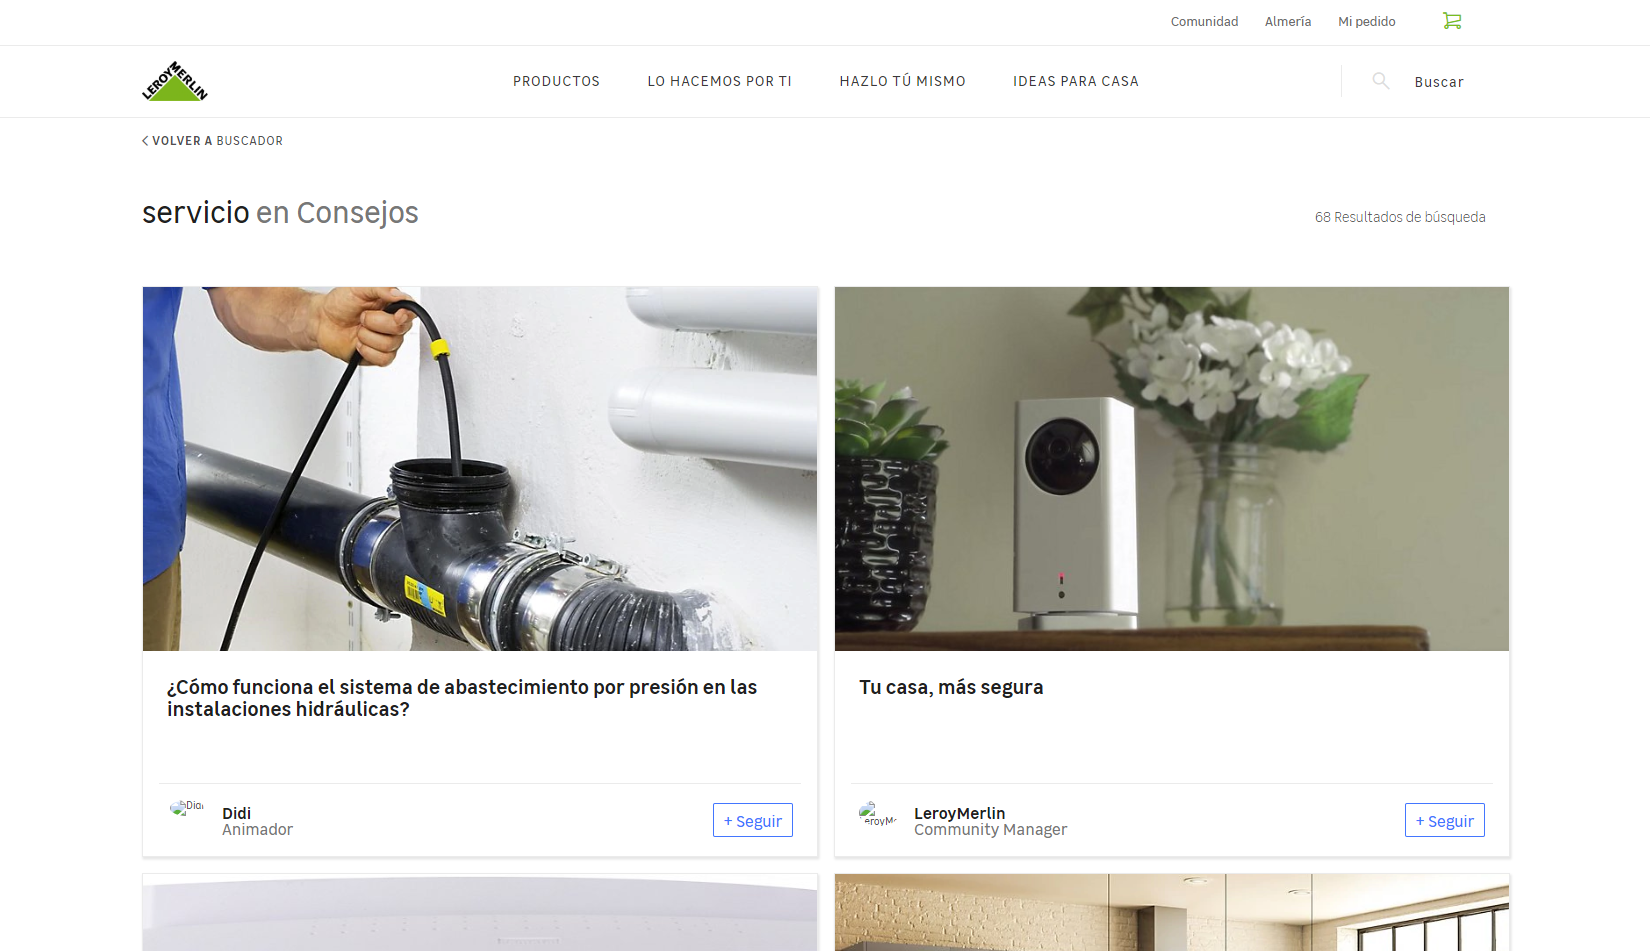 Comunidad Almería Mi pedido
LEROY MERLIN
PRODUCTOS LO HACEMOS POR TI HAZLO TÚ MISMO IDEAS PARA CASA Buscar
VOLVER A BUSCADOR
servicio en Consejos
68 Resultados de búsqueda
¿Cómo funciona el sistema de abastecimiento por presión en las
instalaciones hidráulicas?
Didi
Animador
+ Seguir
Tu casa, más segura
LeroyMerlin
Community Manager
+ Seguir